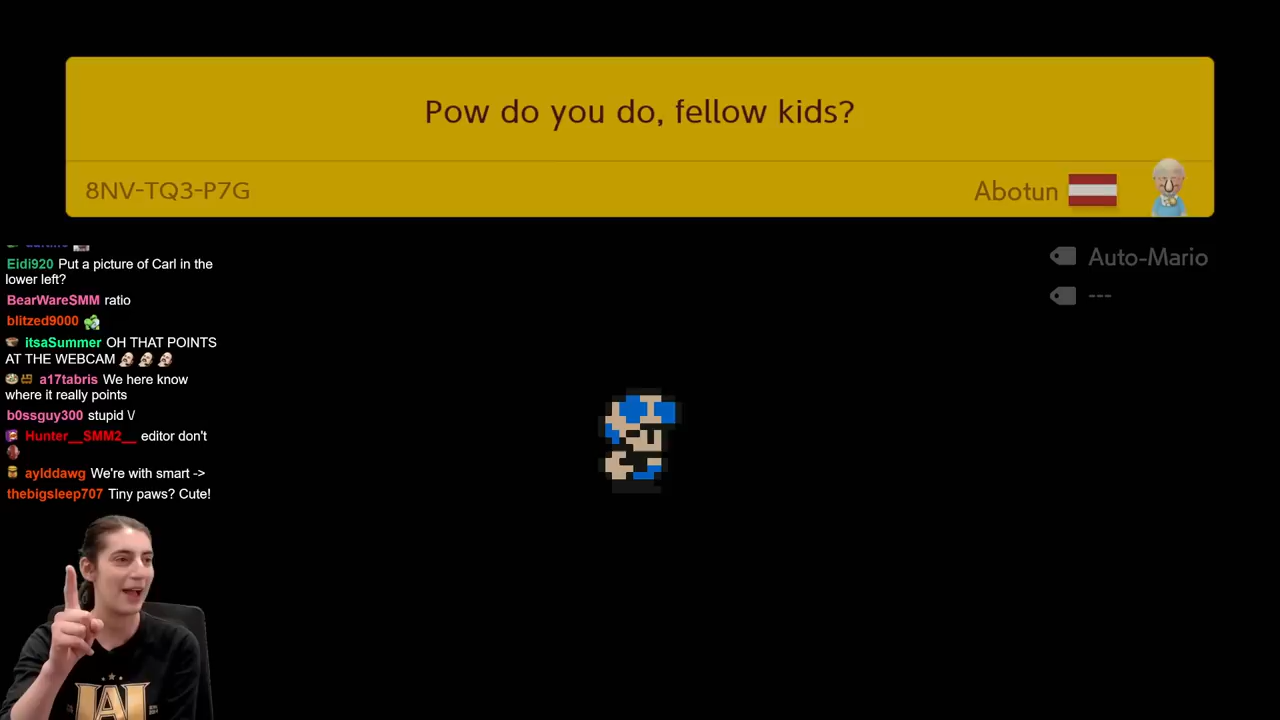 Pow do you do, fellow kids?
8NV-TQ3-P7G
Abotun
Auto-Mario
---
Eidi920 Put a picture of Carl in the
lower left?
BearWareSMM ratio
blitzed9000
itsaSummer OH THAT POINTS
AT THE WEBCAM
a17tabris We here know
where it really points
b0ssguy300 stupid \/
Hunter__SMM2__ editor don't
aylddawg We're with smart ->
thebigsleep707 Tiny paws? Cute!